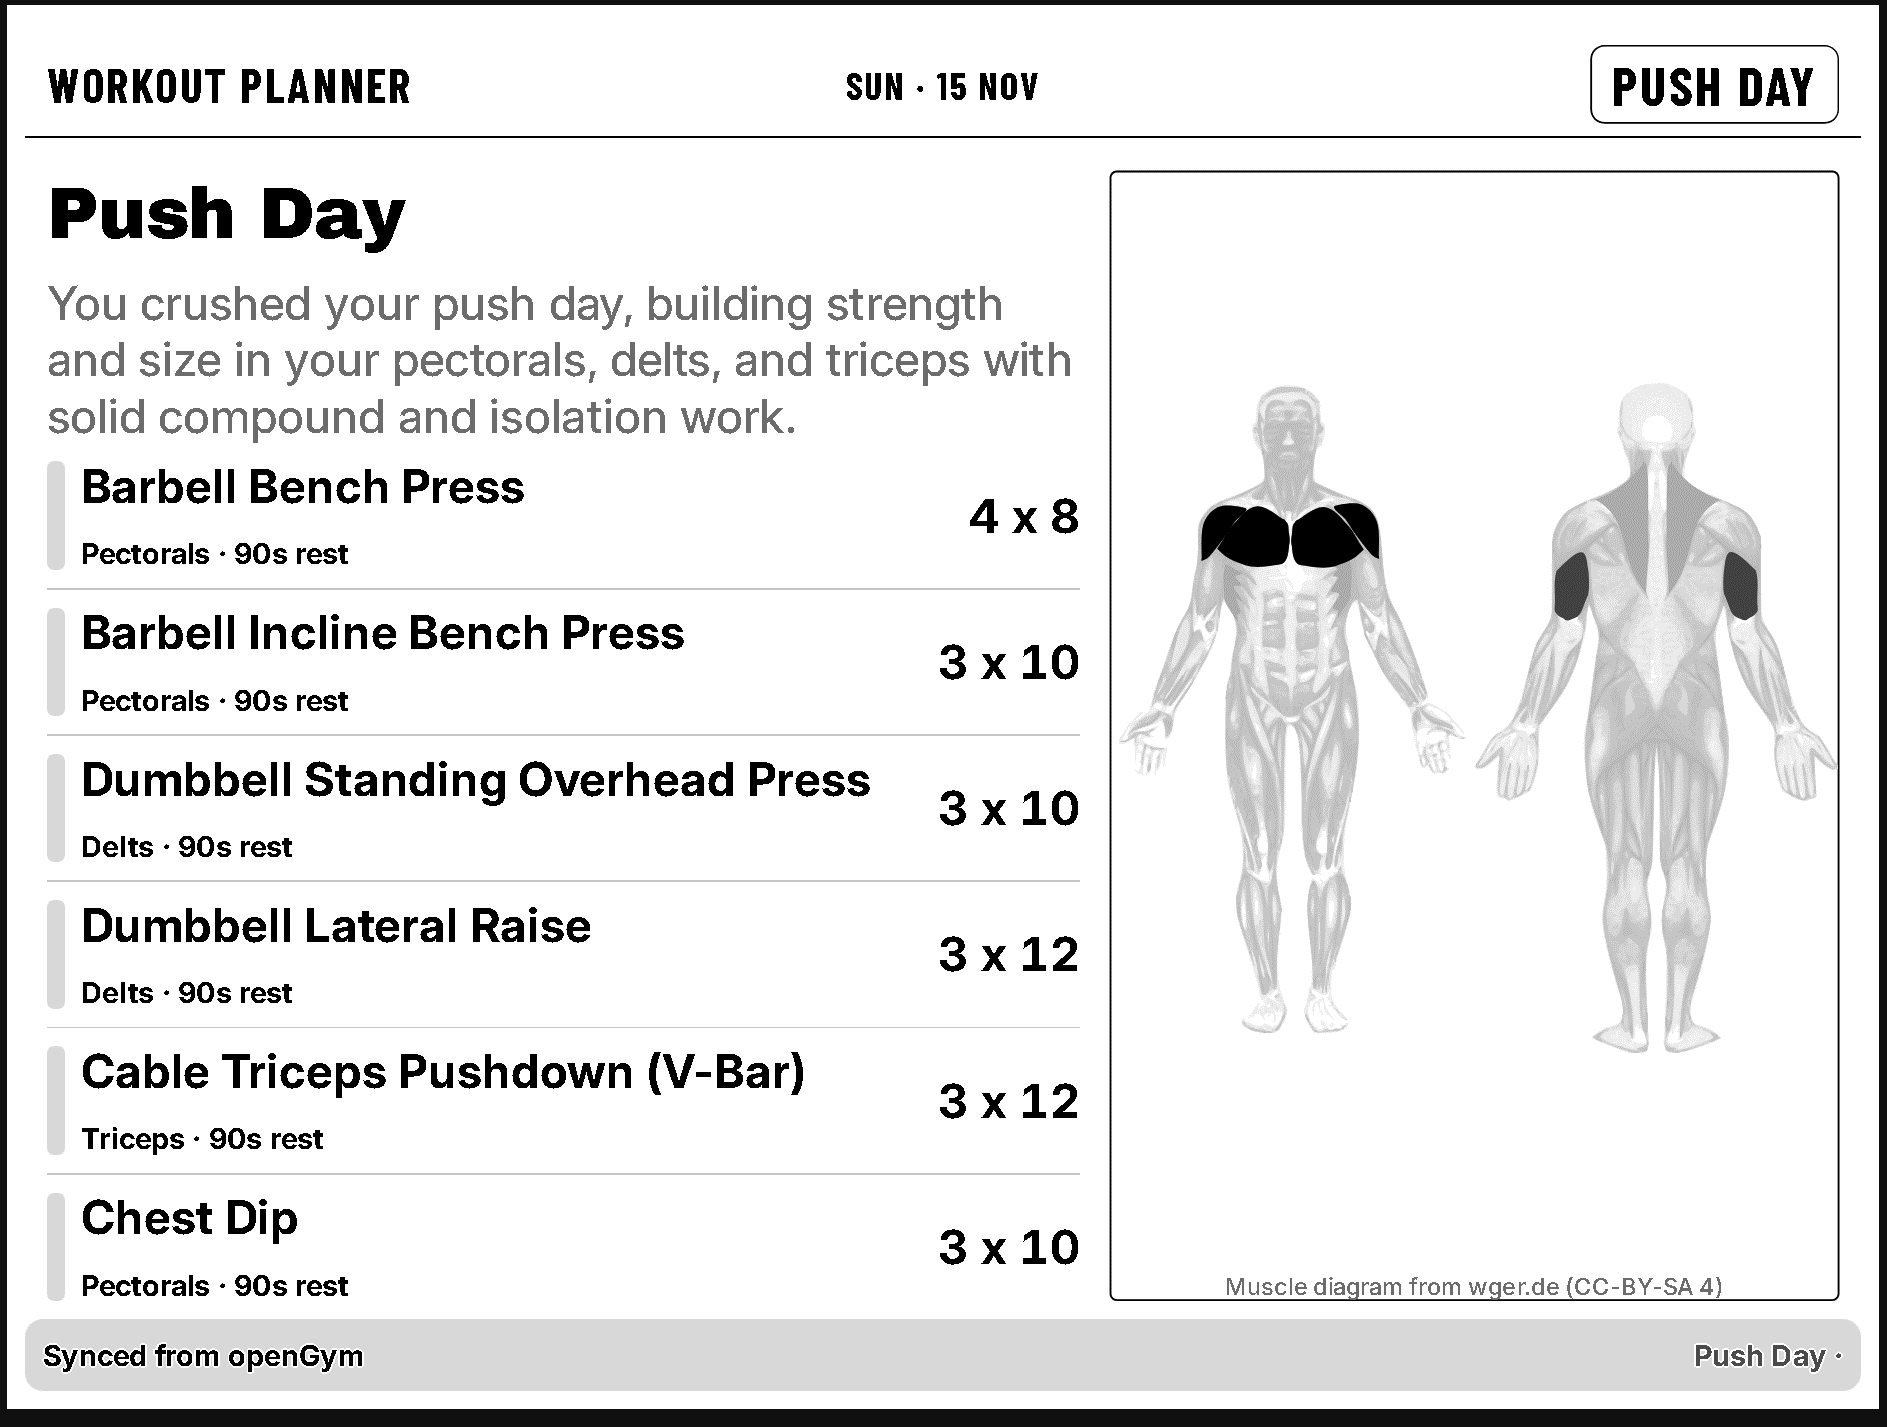 WORKOUT PLANNER
SUN · 15 NOV
PUSH DAY
Push Day
You crushed your push day, building strength
and size in your pectorals, delts, and triceps with
solid compound and isolation work.
Barbell Bench Press
4 x 8
Pectorals · 90s rest
Barbell Incline Bench Press
3 x 10
Pectorals · 90s rest
Dumbbell Standing Overhead Press
3 x 10
Delts · 90s rest
Dumbbell Lateral Raise
3 x 12
Delts · 90s rest
Cable Triceps Pushdown (V-Bar)
3 x 12
Triceps · 90s rest
Chest Dip
3 x 10
Pectorals · 90s rest
Muscle diagram from wger.de (CC-BY-SA 4)
Synced from openGym
Push Day ·